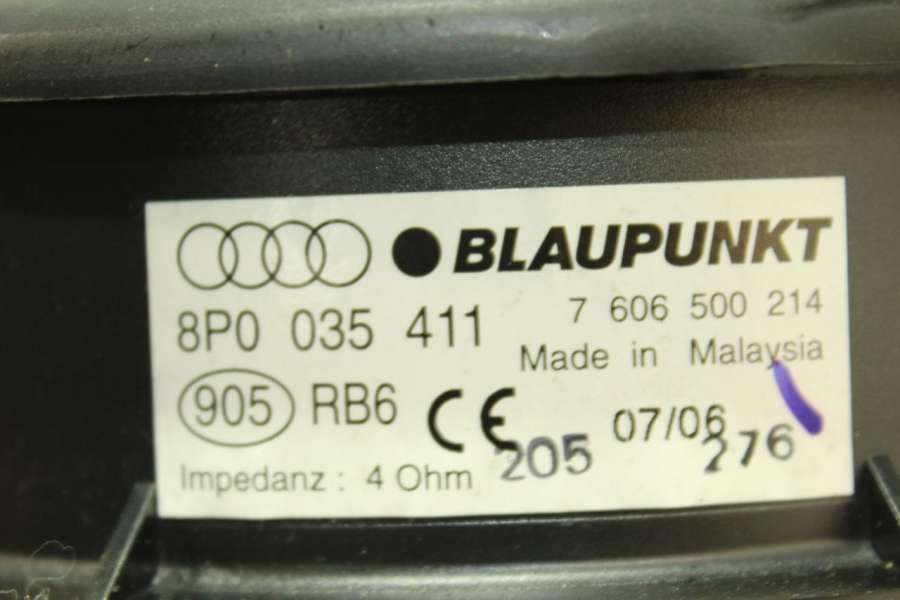 BLAUPUNKT
8P0 035 411
7 606 500 214
Made in Malaysia
905 RB6 CE 07/06
205 276
Impedanz : 4 Ohm